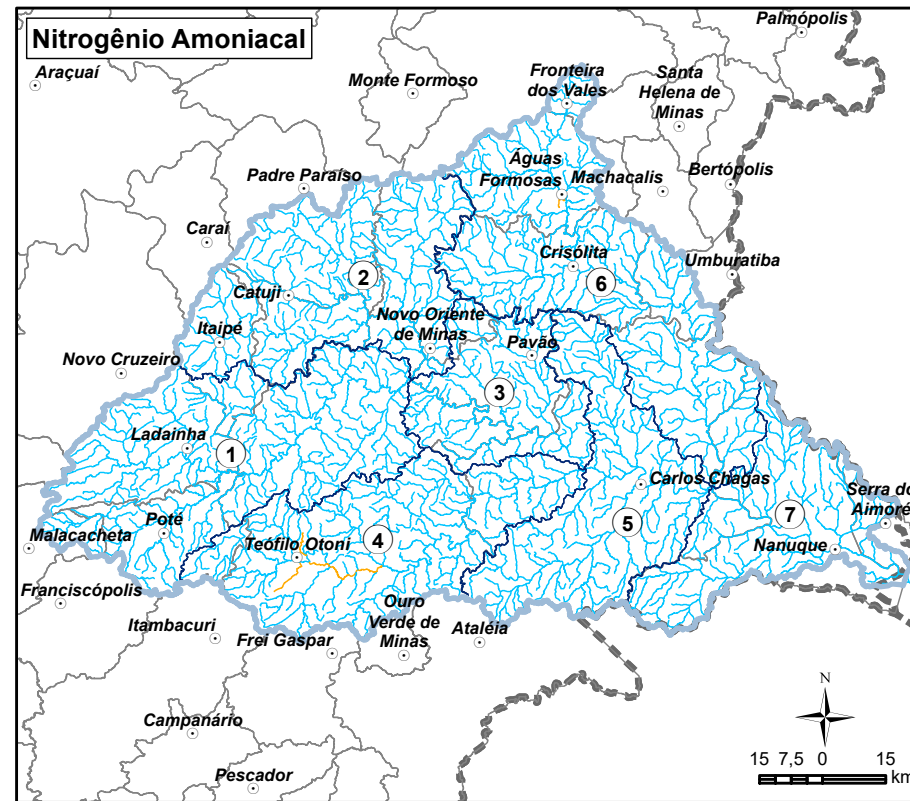 Nitrogênio Amoniacal
Palmópolis
Araçuaí
Monte Formoso
Fronteira
dos Vales
Santa
Helena de
Minas
Águas
Formosas
Machacalis
Bertópolis
Padre Paraíso
Caraí
Crisólita
Umburatiba
2
6
Catuji
Novo Oriente
de Minas
Itaipé
Pavão
Novo Cruzeiro
3
Ladainha
1
Carlos Chagas
Serra do
Aimoré
7
Poté
5
Malacacheta
Teófilo Otoni
4
Nanuque
Franciscópolis
Itambacuri
Ouro
Verde de
Minas
Frei Gaspar
Ataléia
N
Campanário
15 7,5 0 15
km
Pescador